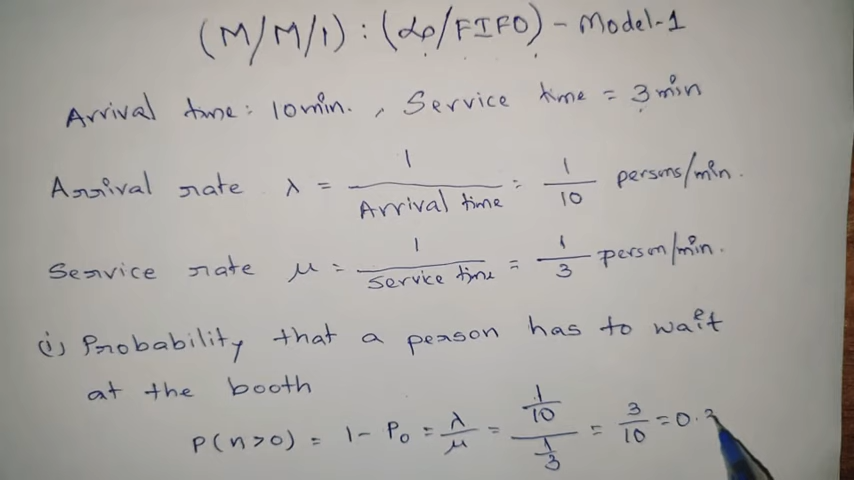 (M/M/1) : (∞/FIFO) - Model-1
Arrival time: 10min. , Service time = 3min
Arrival rate λ = 1/Arrival time = 1/10 persons/min.
Service rate μ = 1/Service time = 1/3 person/min.
(i) Probability that a person has to wait
at the booth
P(n>0) = 1 - P₀ = λ/μ = (1/10)/(1/3) = 3/10 = 0.3